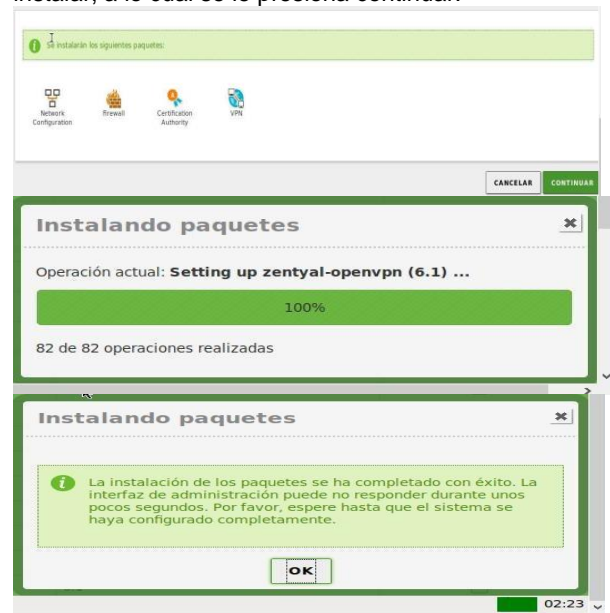 instalar, a lo cual se le presiona continuar.
Se instalarán los siguientes paquetes:
Network Configuration
Firewall
Certification Authority
VPN
CANCELAR CONTINUAR
Instalando paquetes
Operación actual: Setting up zentyal-openvpn (6.1) ...
100%
82 de 82 operaciones realizadas
Instalando paquetes
La instalación de los paquetes se ha completado con éxito. La
interfaz de administración puede no responder durante unos
pocos segundos. Por favor, espere hasta que el sistema se
haya configurado completamente.
OK
02:23